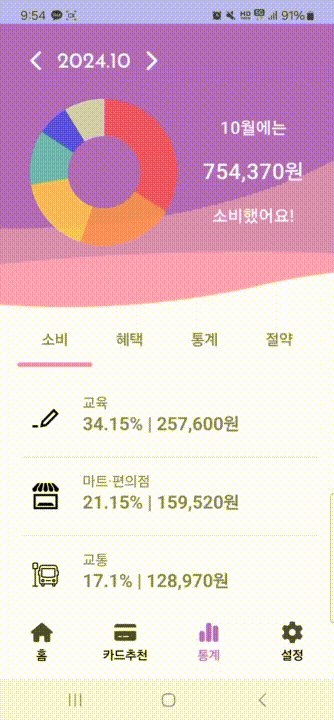 9:54
91%
2024.10
10월에는
754,370원
소비했어요!
소비 혜택 통계 절약
교육
34.15% | 257,600원
마트·편의점
21.15% | 159,520원
교통
17.1% | 128,970원
홈 카드추천 통계 설정